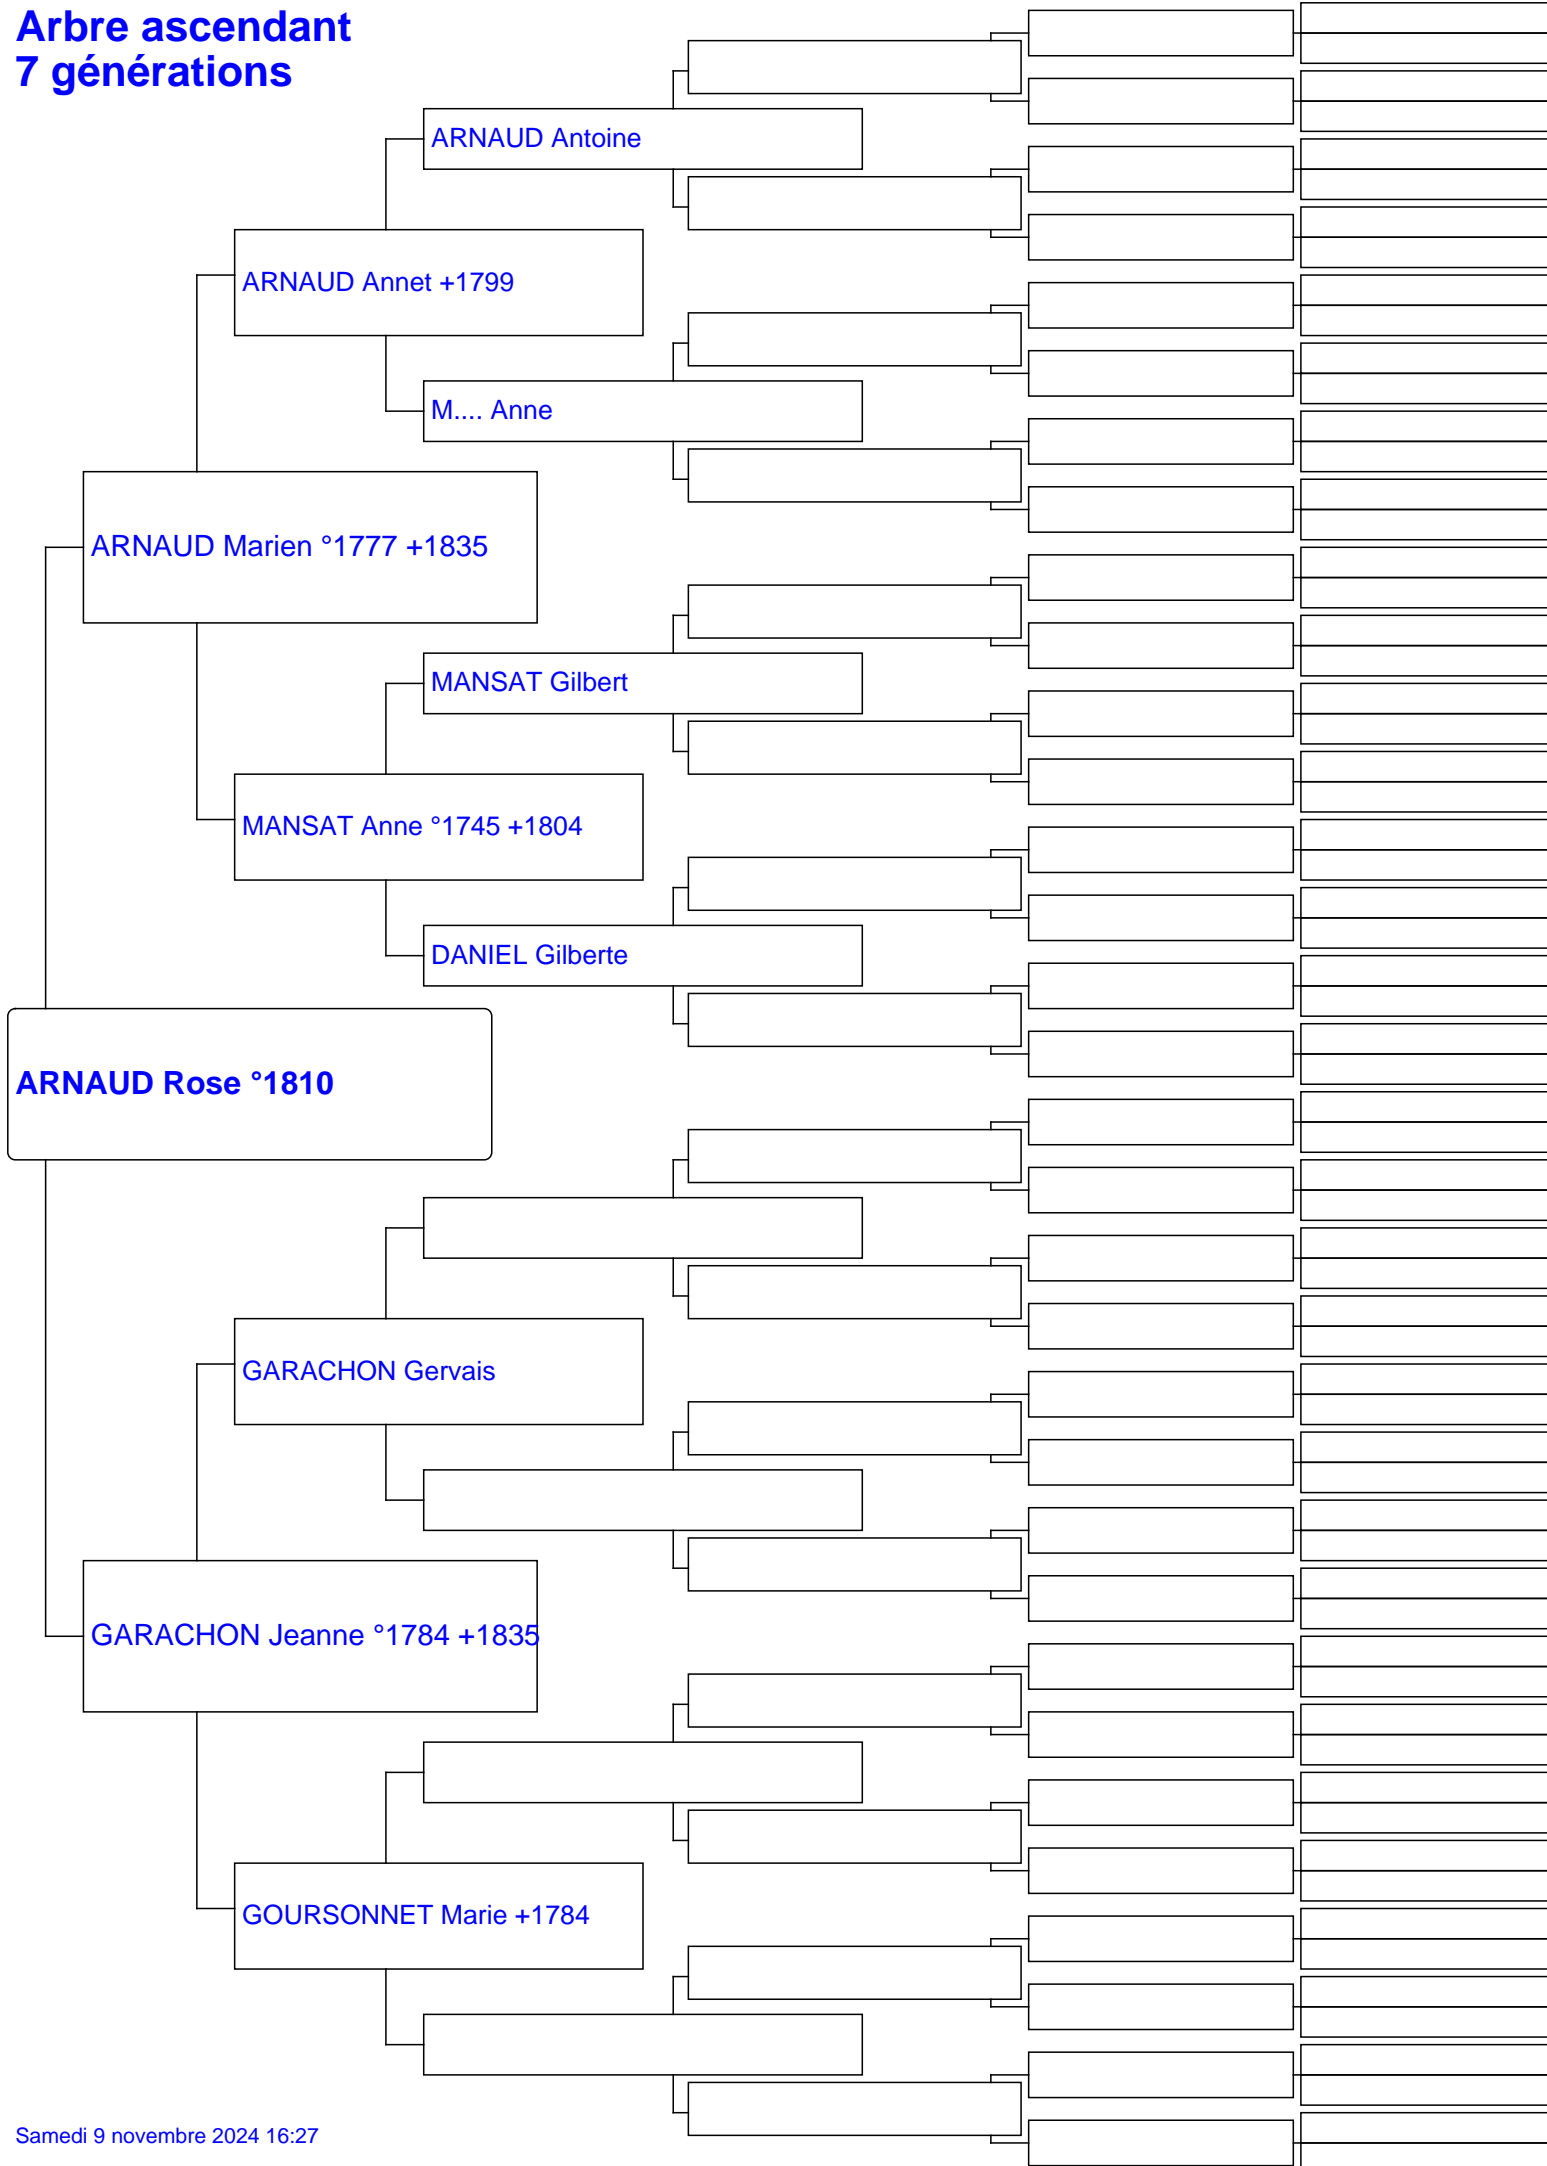 Arbre ascendant
7 générations
ARNAUD Antoine
ARNAUD Annet +1799
M.... Anne
ARNAUD Marien °1777 +1835
MANSAT Gilbert
MANSAT Anne °1745 +1804
DANIEL Gilberte
ARNAUD Rose °1810
GARACHON Gervais
GARACHON Jeanne °1784 +1835
GOURSONNET Marie +1784
Samedi 9 novembre 2024 16:27